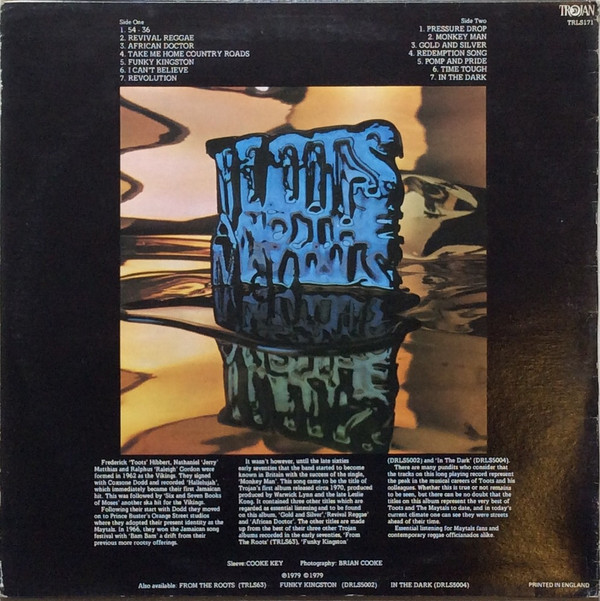 Side One
1. 54 - 36
2. REVIVAL REGGAE
3. AFRICAN DOCTOR
4. TAKE ME HOME COUNTRY ROADS
5. FUNKY KINGSTON
6. I CAN'T BELIEVE
7. REVOLUTION
Side Two
1. PRESSURE DROP
2. MONKEY MAN
3. GOLD AND SILVER
4. REDEMPTION SONG
5. POMP AND PRIDE
6. TIME TOUGH
7. IN THE DARK
TROJAN
TRLS171
TOOTS
AND THE
MAYTALS
Frederick 'Toots' Hibbert, Nathaniel 'Jerry'
Matthias and Ralphus 'Raleigh' Gordon were
formed in 1962 as the Vikings. They signed
with Coxsone Dodd and recorded 'Hallelujah',
which immediately became their first Jamaican
hit. This was followed by 'Six and Seven Books
of Moses' another ska hit for the Vikings.
Following their start with Dodd they moved
on to Prince Buster's Orange Street studios
where they adopted their present identity as the
Maytals. In 1966, they won the Jamaican song
festival with 'Bam Bam' a drift from their
previous more rootsy offerings.
It wasn't however, until the late sixties
early seventies that the band started to become
known in Britain with the success of the single,
'Monkey Man'. This song came to be the title of
Trojan's first album released circa 1970, produced
produced by Warwick Lyn and the late Leslie
Kong. It contained three other titles which are
regarded as essential listening and to be found
on this album, 'Gold and Silver', 'Revival Reggae'
and 'African Doctor'. The other titles are made
up from the best of their three other Trojan
albums recorded in the early seventies, 'From
The Roots' (TRLS63), 'Funky Kingston'
(DRLS5002) and 'In The Dark' (DRLS5004).
There are many pundits who consider that
the tracks on this long playing record represent
the peak in the musical careers of Toots and his
colleagues. Whether this is true or not remains
to be seen, but there can be no doubt that the
titles on this album represent the very best of
Toots and The Maytals to date, and in today's
current climate one can see they were streets
ahead of their time.
Essential listening for Maytals fans and
contemporary reggae officianados alike.
Sleeve: COOKE KEY Photography: BRIAN COOKE
℗1979 ©1979
Also available: FROM THE ROOTS (TRLS63) FUNKY KINGSTON (DRLS5002) IN THE DARK (DRLS5004)
PRINTED IN ENGLAND